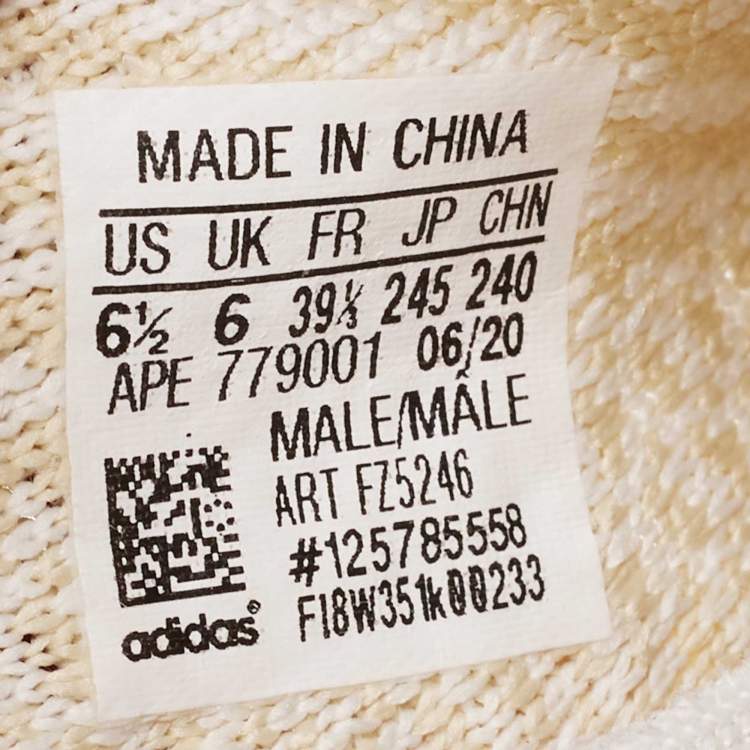 MADE IN CHINA
US UK FR JP CHN
6½ 6 39⅓ 245 240
APE 779001 06/20
MALE/MÂLE
ART FZ5246
#125785558
FI8W351k00233
adidas®